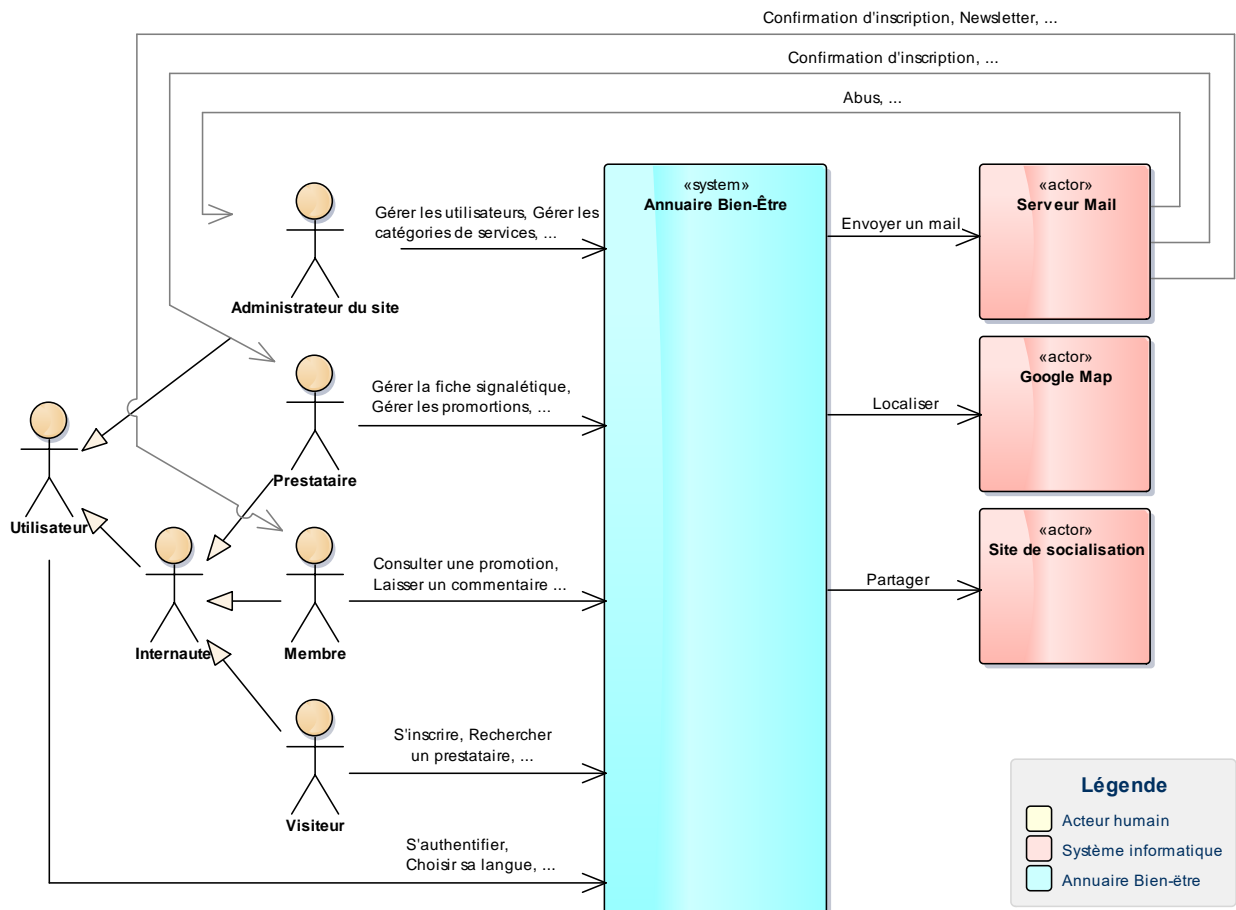 Confirmation d'inscription, Newsletter, ...
Confirmation d'inscription, ...
Abus, ...
«system»
Annuaire Bien-Être
«actor»
Serveur Mail
Gérer les utilisateurs, Gérer les
catégories de services, ...
Envoyer un mail
Administrateur du site
«actor»
Google Map
Gérer la fiche signalétique,
Gérer les promortions, ...
Localiser
Prestataire
Utilisateur
«actor»
Site de socialisation
Consulter une promotion,
Laisser un commentaire ...
Partager
Internaute
Membre
S'inscrire, Rechercher
un prestataire, ...
Visiteur
S'authentifier,
Choisir sa langue, ...
Légende
Acteur humain
Système informatique
Annuaire Bien-ëtre